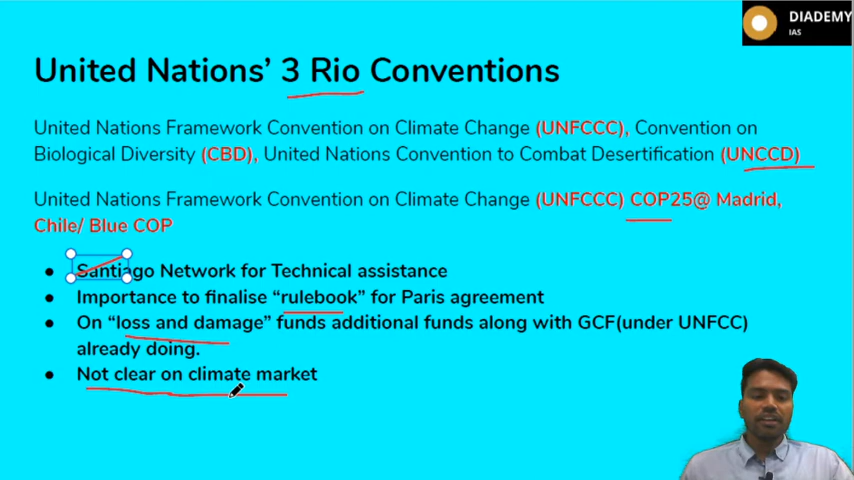 DIADEMY
IAS
United Nations’ 3 Rio Conventions
United Nations Framework Convention on Climate Change (UNFCCC), Convention on
Biological Diversity (CBD), United Nations Convention to Combat Desertification (UNCCD)
United Nations Framework Convention on Climate Change (UNFCCC) COP25@ Madrid,
Chile/ Blue COP
● Santiago Network for Technical assistance
● Importance to finalise “rulebook” for Paris agreement
● On “loss and damage” funds additional funds along with GCF(under UNFCC)
already doing.
● Not clear on climate market